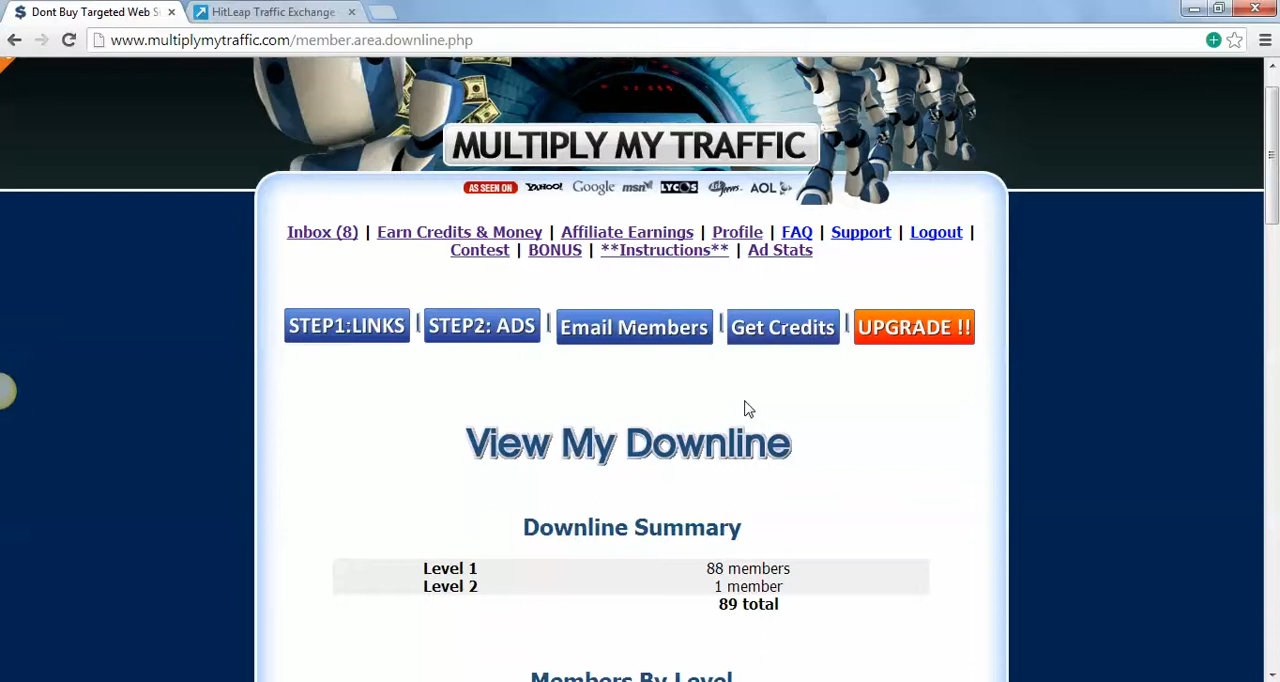 Dont Buy Targeted Web S
HitLeap Traffic Exchange
www.multiplymytraffic.com/member.area.downline.php
MULTIPLY MY TRAFFIC
AS SEEN ON YAHOO! Google msn LYCOS AOL
Inbox (8) | Earn Credits & Money | Affiliate Earnings | Profile | FAQ | Support | Logout |
Contest | BONUS | **Instructions** | Ad Stats
STEP1:LINKS | STEP2: ADS | Email Members | Get Credits | UPGRADE !!
View My Downline
Downline Summary
Level 1 88 members
Level 2 1 member
89 total
Members By Level